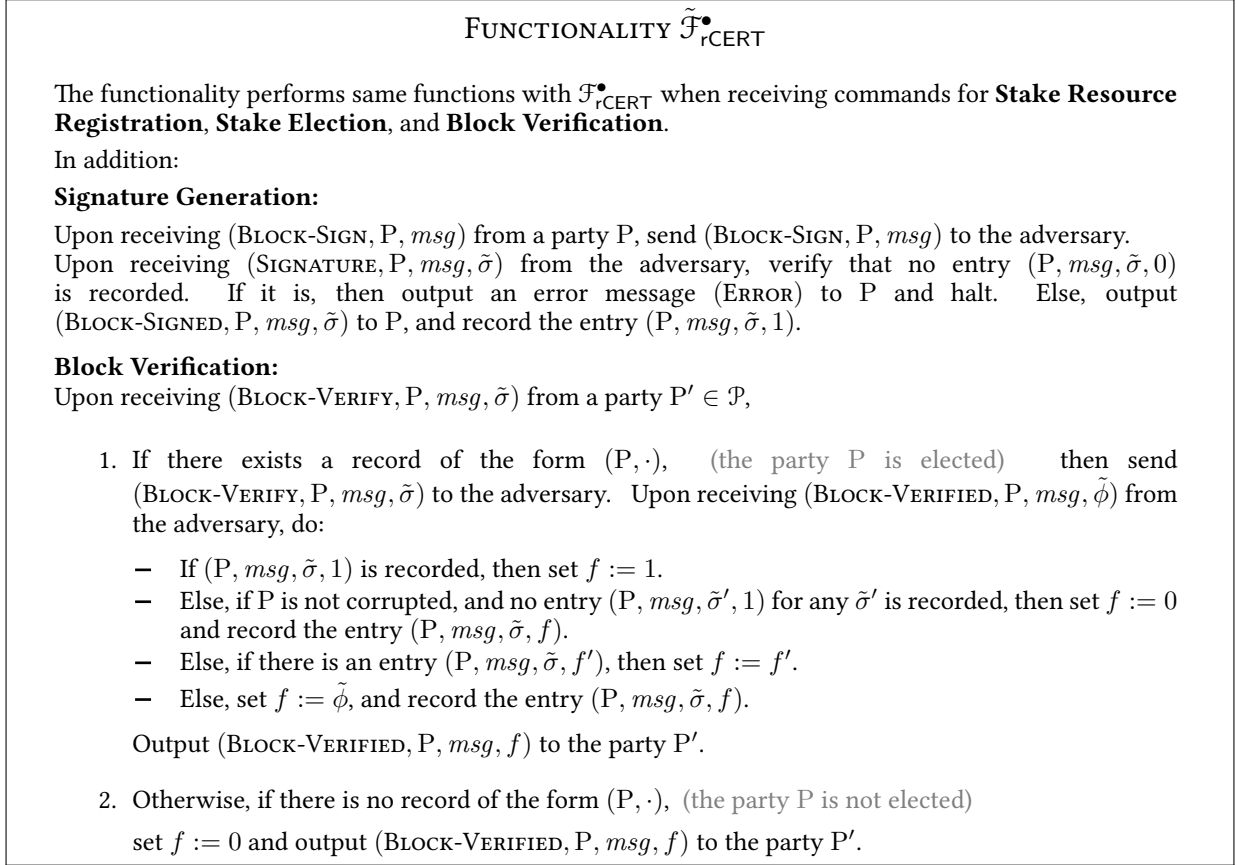 FUNCTIONALITY F̃•rCERT
The functionality performs same functions with F•rCERT when receiving commands for Stake Resource
Registration, Stake Election, and Block Verification.
In addition:
Signature Generation:
Upon receiving (BLOCK-SIGN, P, msg) from a party P, send (BLOCK-SIGN, P, msg) to the adversary.
Upon receiving (SIGNATURE, P, msg, σ̃) from the adversary, verify that no entry (P, msg, σ̃, 0)
is recorded. If it is, then output an error message (ERROR) to P and halt. Else, output
(BLOCK-SIGNED, P, msg, σ̃) to P, and record the entry (P, msg, σ̃, 1).
Block Verification:
Upon receiving (BLOCK-VERIFY, P, msg, σ̃) from a party P′ ∈ 𝒫,
1. If there exists a record of the form (P, ·), (the party P is elected) then send
(BLOCK-VERIFY, P, msg, σ̃) to the adversary. Upon receiving (BLOCK-VERIFIED, P, msg, ϕ̃) from
the adversary, do:
– If (P, msg, σ̃, 1) is recorded, then set f := 1.
– Else, if P is not corrupted, and no entry (P, msg, σ̃′, 1) for any σ̃′ is recorded, then set f := 0
and record the entry (P, msg, σ̃, f).
– Else, if there is an entry (P, msg, σ̃, f′), then set f := f′.
– Else, set f := ϕ̃, and record the entry (P, msg, σ̃, f).
Output (BLOCK-VERIFIED, P, msg, f) to the party P′.
2. Otherwise, if there is no record of the form (P, ·), (the party P is not elected)
set f := 0 and output (BLOCK-VERIFIED, P, msg, f) to the party P′.